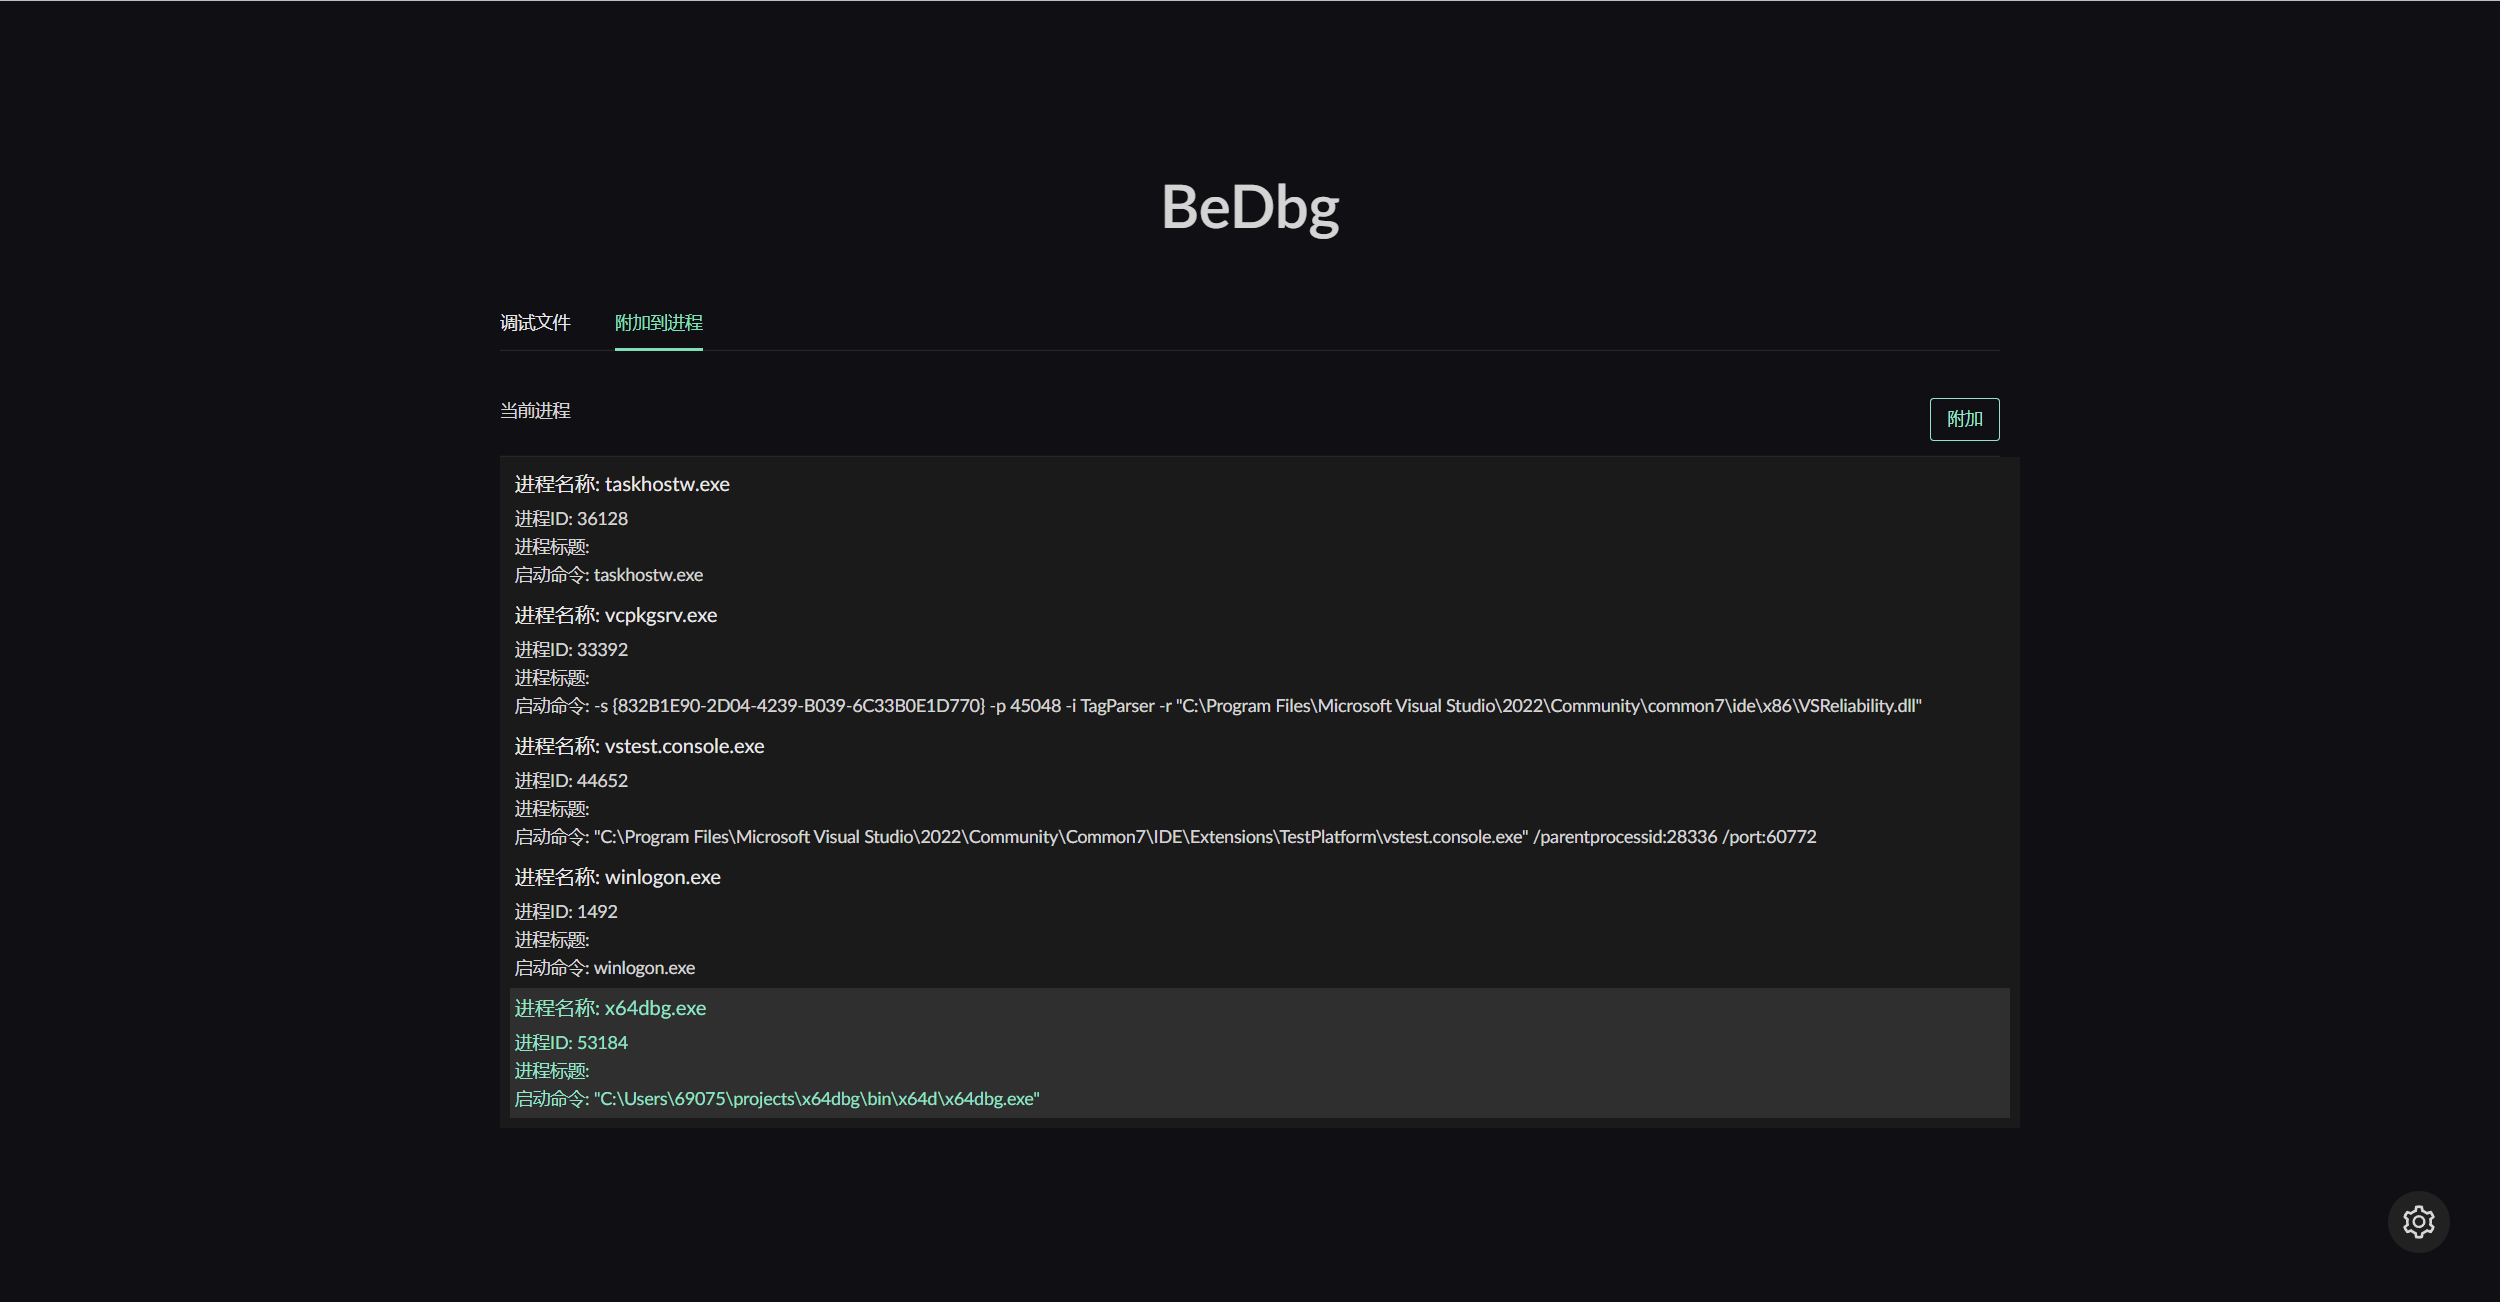 BeDbg
调试文件 附加到进程
当前进程 附加
进程名称: taskhostw.exe
进程ID: 36128
进程标题:
启动命令: taskhostw.exe
进程名称: vcpkgsrv.exe
进程ID: 33392
进程标题:
启动命令: -s {832B1E90-2D04-4239-B039-6C33B0E1D770} -p 45048 -i TagParser -r "C:\Program Files\Microsoft Visual Studio\2022\Community\common7\ide\x86\VSReliability.dll"
进程名称: vstest.console.exe
进程ID: 44652
进程标题:
启动命令: "C:\Program Files\Microsoft Visual Studio\2022\Community\Common7\IDE\Extensions\TestPlatform\vstest.console.exe" /parentprocessid:28336 /port:60772
进程名称: winlogon.exe
进程ID: 1492
进程标题:
启动命令: winlogon.exe
进程名称: x64dbg.exe
进程ID: 53184
进程标题:
启动命令: "C:\Users\69075\projects\x64dbg\bin\x64d\x64dbg.exe"